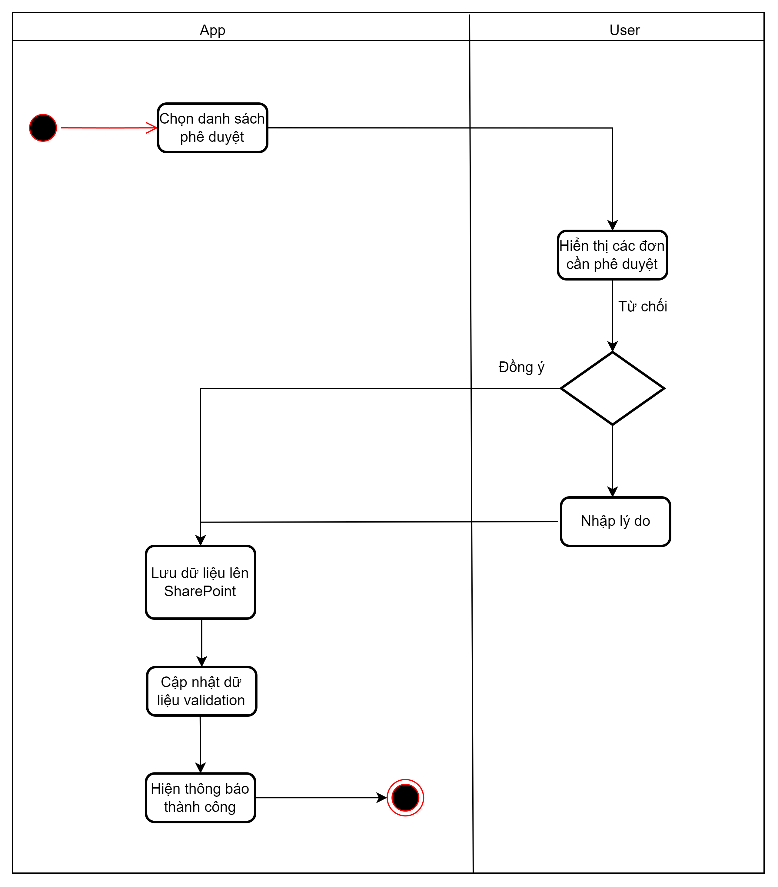 App
User
Chọn danh sách
phê duyệt
Hiển thị các đơn
cần phê duyệt
Từ chối
Đồng ý
Nhập lý do
Lưu dữ liệu lên
SharePoint
Cập nhật dữ
liệu validation
Hiện thông báo
thành công